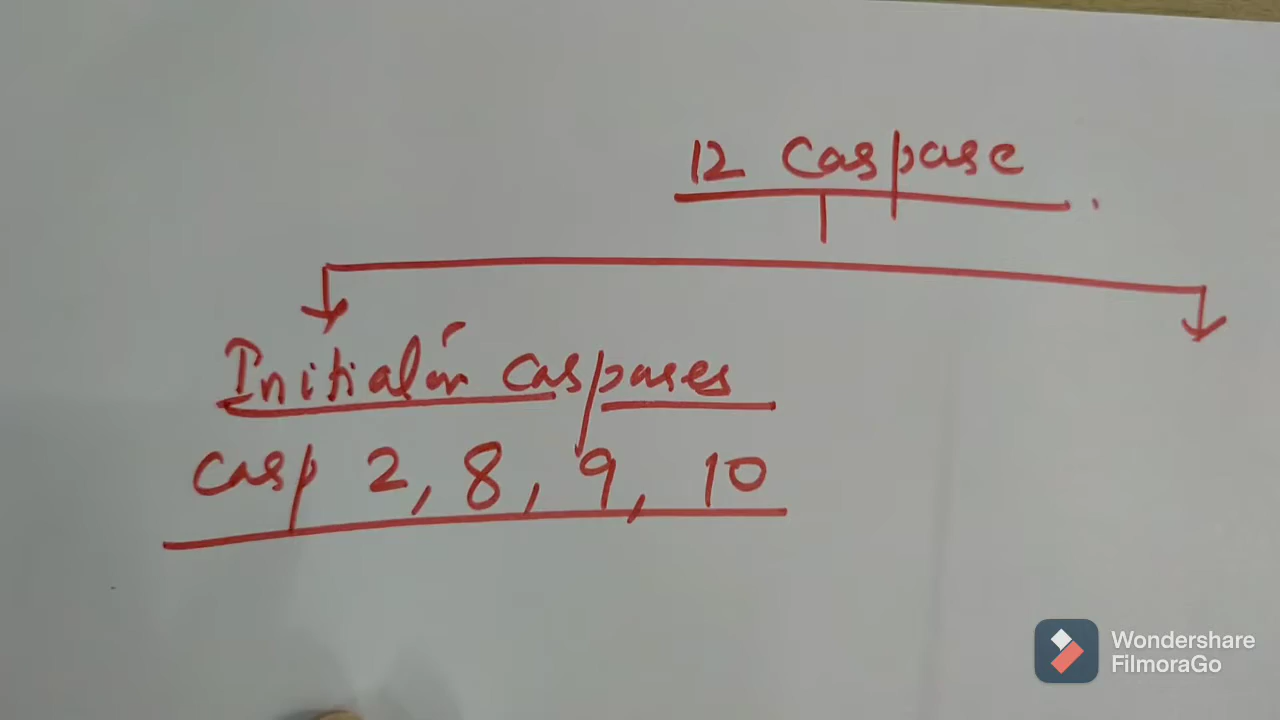 12 Caspase
Initiator Caspases
Casp 2, 8, 9, 10
Wondershare
FilmoraGo